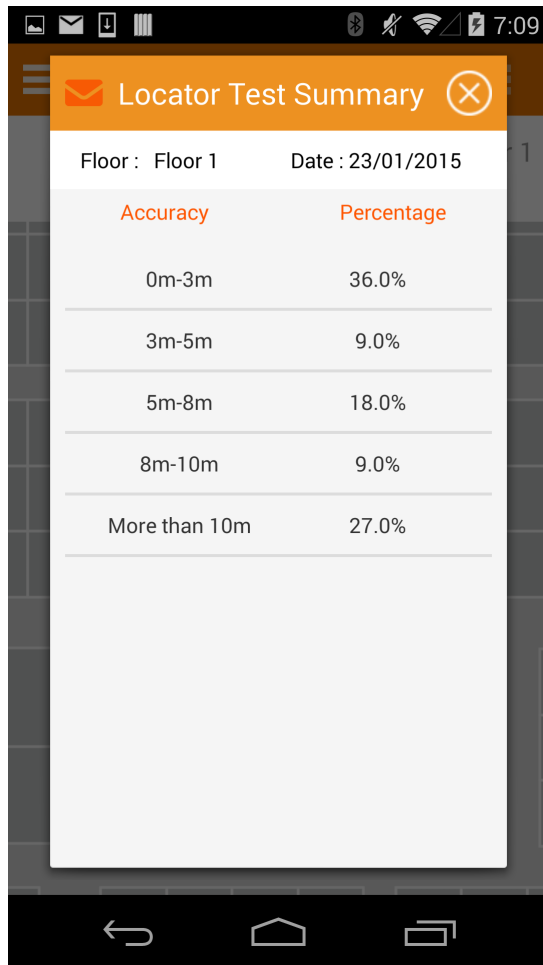 7:09
Locator Test Summary
Floor : Floor 1 Date : 23/01/2015
r 1
Accuracy Percentage
0m-3m 36.0%
3m-5m 9.0%
5m-8m 18.0%
8m-10m 9.0%
More than 10m 27.0%